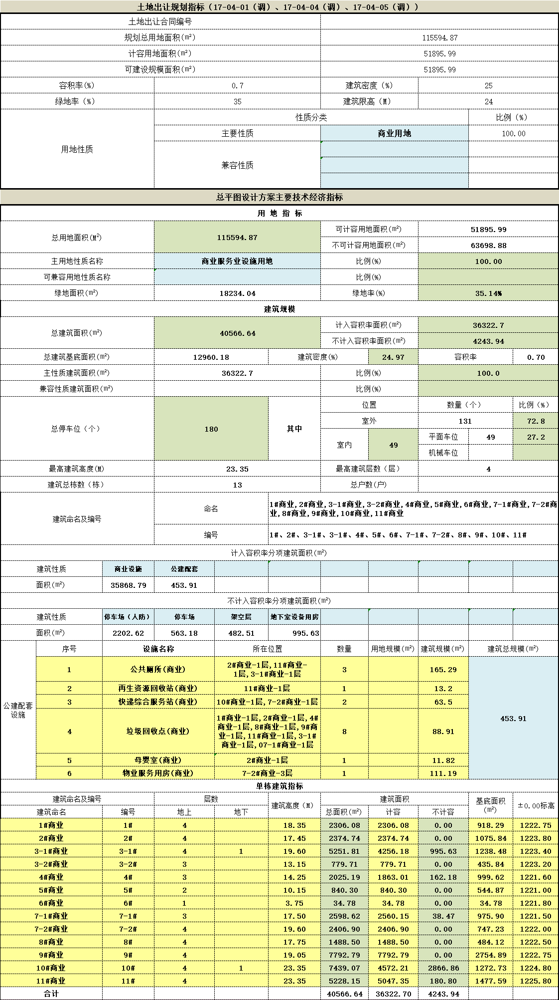 土地出让规划指标（17-04-01（调）、17-04-04（调）、17-04-05（调））
土地出让合同编号
规划总用地面积(㎡) 115594.87
计容用地面积(㎡) 51895.99
可建设规模面积(㎡) 51895.99
容积率(%) 0.7 建筑密度（%） 25
绿地率（%） 35 建筑限高（M） 24
用地性质 性质分类 比例（%）
主要性质 商业用地 100.00
兼容性质
总平图设计方案主要技术经济指标
用 地 指 标
总用地面积(M²) 115594.87 可计容用地面积(㎡) 51895.99
不可计容用地面积(㎡) 63698.88
主用地性质名称 商业服务业设施用地 比例(%) 100.00
可兼容用地性质名称 比例(%)
绿地面积(㎡) 18234.04 绿地率(%) 35.14%
建筑规模
总建筑面积(㎡) 40566.64 计入容积率面积(㎡) 36322.7
不计入容积率面积(㎡) 4243.94
总建筑基底面积(㎡) 12960.18 建筑密度(%) 24.97 容积率 0.70
主性质建筑面积(㎡) 36322.7 比例(%) 100.0
兼容性质建筑面积(㎡) 比例(%)
总停车位（个） 180 其中 位置 数量（个） 比例（%）
室外 131 72.8
室内 49 平面车位 49 27.2
机械车位
最高建筑高度(M) 23.35 最高建筑层数（层） 4
建筑总栋数（栋） 13 总户数(户)
建筑命名及编号 命名 1#商业,2#商业,3-1#商业,3-2#商业,4#商业,5#商业,6#商业,7-1#商业,7-2#商
业,8#商业,9#商业,10#商业,11#商业
编号 1#、2#、3-1#、3-1#、4#、5#、6#、7-1#、7-2#、8#、9#、10#、11#
计入容积率分项建筑面积(㎡)
建筑性质 商业设施 公建配套
面积(㎡) 35868.79 453.91
不计入容积率分项建筑面积(㎡)
建筑性质 停车场（人防） 停车场 架空层 地下室设备用房
面积(㎡) 2202.62 563.18 482.51 995.63
公建配套
设施
序号 设施名称 所在位置 数量 用地规模(㎡) 建筑规模(㎡) 建筑总规模(㎡)
1 公共厕所(商业) 2#商业-1层,11#商业-
1层,3-1#商业-1层 3 165.29
2 再生资源回收站(商业) 11#商业-1层 1 13.2
3 快递综合服务站(商业) 10#商业-1层,7-2#商业-1层 2 63.5
453.91
4 垃圾回收点(商业) 1#商业-1层,2#商业-1层,4#
商业-1层,8#商业-1层,9#商
业-1层,11#商业-1层,3-1#
商业-1层,07-1#商业-1层 8 88.91
5 母婴室(商业) 2#商业-1层 1 11.82
6 物业服务用房(商业) 7-2#商业-3层 1 111.19
单栋建筑指标
建筑命名及编号 层数 建筑高度（M） 建筑面积 基底面积
(㎡) ±0.00标高
建筑命名 编号 地上 地下 总面积(㎡) 计容 不计容
1#商业 1# 4 18.35 2306.08 2306.08 0.00 918.29 1222.75
2#商业 2# 4 17.45 2374.74 2374.74 0.00 1075.84 1223.80
3-1#商业 3-1# 4 1 19.60 5251.81 4256.18 995.63 1238.48 1223.40
3-2#商业 3-2# 3 13.15 779.71 779.71 0.00 435.84 1223.20
4#商业 4# 3 14.25 2025.19 1863.01 162.18 999.62 1221.60
5#商业 5# 2 10.15 840.30 840.30 0.00 544.87 1221.00
6#商业 6# 1 3.75 34.78 34.78 0.00 34.78 1221.80
7-1#商业 7-1# 3 17.50 2598.62 2560.15 38.47 975.90 1221.50
7-2#商业 7-2# 4 19.60 2406.90 2406.90 0.00 747.23 1222.00
8#商业 8# 4 17.75 1488.50 1488.50 0.00 484.12 1222.50
9#商业 9# 4 19.05 7792.79 7792.79 0.00 2754.89 1222.75
10#商业 10# 4 1 23.35 7439.07 4572.21 2866.86 1272.73 1224.80
11#商业 11# 4 23.35 5228.15 5047.35 180.80 1477.59 1225.80
合计 40566.64 36322.70 4243.94